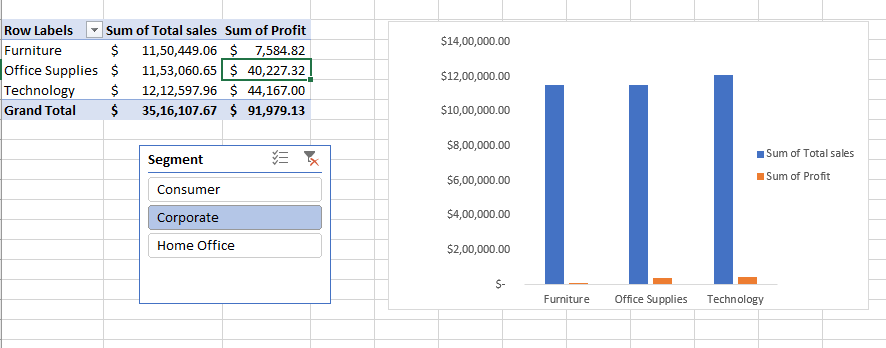 Row Labels Sum of Total sales Sum of Profit
Furniture $ 11,50,449.06 $ 7,584.82
Office Supplies $ 11,53,060.65 $ 40,227.32
Technology $ 12,12,597.96 $ 44,167.00
Grand Total $ 35,16,107.67 $ 91,979.13
Segment
Consumer
Corporate
Home Office
$14,00,000.00
$12,00,000.00
$10,00,000.00
$8,00,000.00
$6,00,000.00
$4,00,000.00
$2,00,000.00
$-
Furniture Office Supplies Technology
Sum of Total sales
Sum of Profit